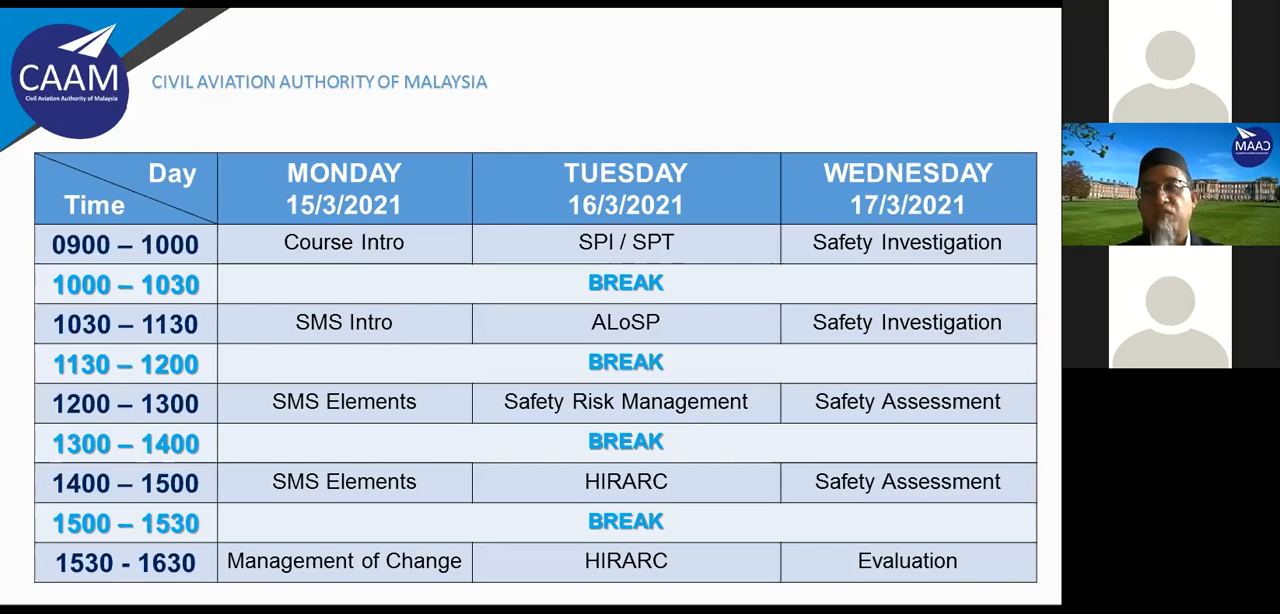 CAAM
Civil Aviation Authority of Malaysia
CIVIL AVIATION AUTHORITY OF MALAYSIA
Day
Time
MONDAY
15/3/2021
TUESDAY
16/3/2021
WEDNESDAY
17/3/2021
0900 – 1000 Course Intro SPI / SPT Safety Investigation
1000 – 1030 BREAK
1030 – 1130 SMS Intro ALoSP Safety Investigation
1130 – 1200 BREAK
1200 – 1300 SMS Elements Safety Risk Management Safety Assessment
1300 – 1400 BREAK
1400 – 1500 SMS Elements HIRARC Safety Assessment
1500 – 1530 BREAK
1530 - 1630 Management of Change HIRARC Evaluation
CAAM